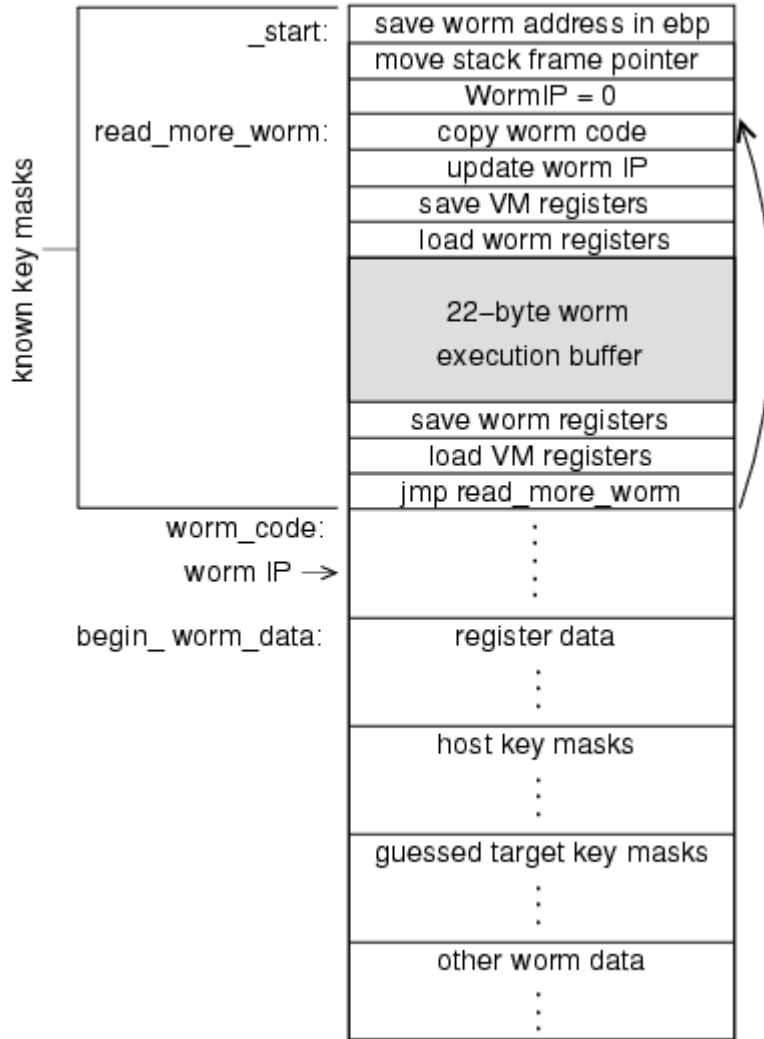 _start:
save worm address in ebp
move stack frame pointer
WormIP = 0
read_more_worm:
copy worm code
update worm IP
save VM registers
load worm registers
known key masks
22-byte worm
execution buffer
save worm registers
load VM registers
jmp read_more_worm
worm_code:
worm IP →
begin_ worm_data:
register data
host key masks
guessed target key masks
other worm data